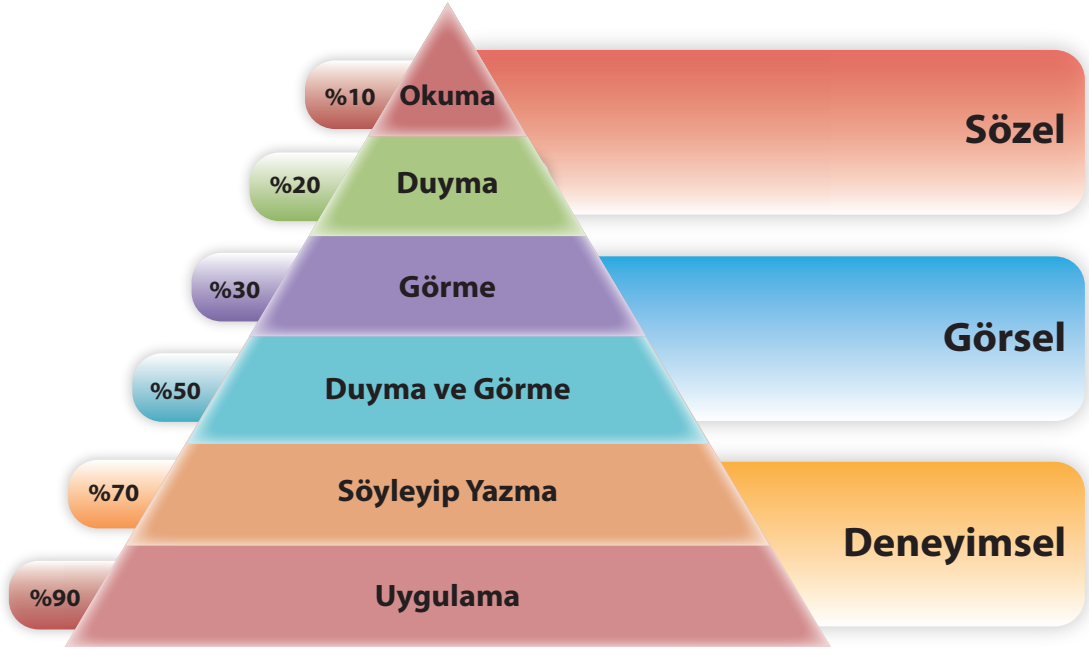 %10 Okuma
Sözel
%20 Duyma
%30 Görme
Görsel
%50 Duyma ve Görme
%70 Söyleyip Yazma
Deneyimsel
%90 Uygulama